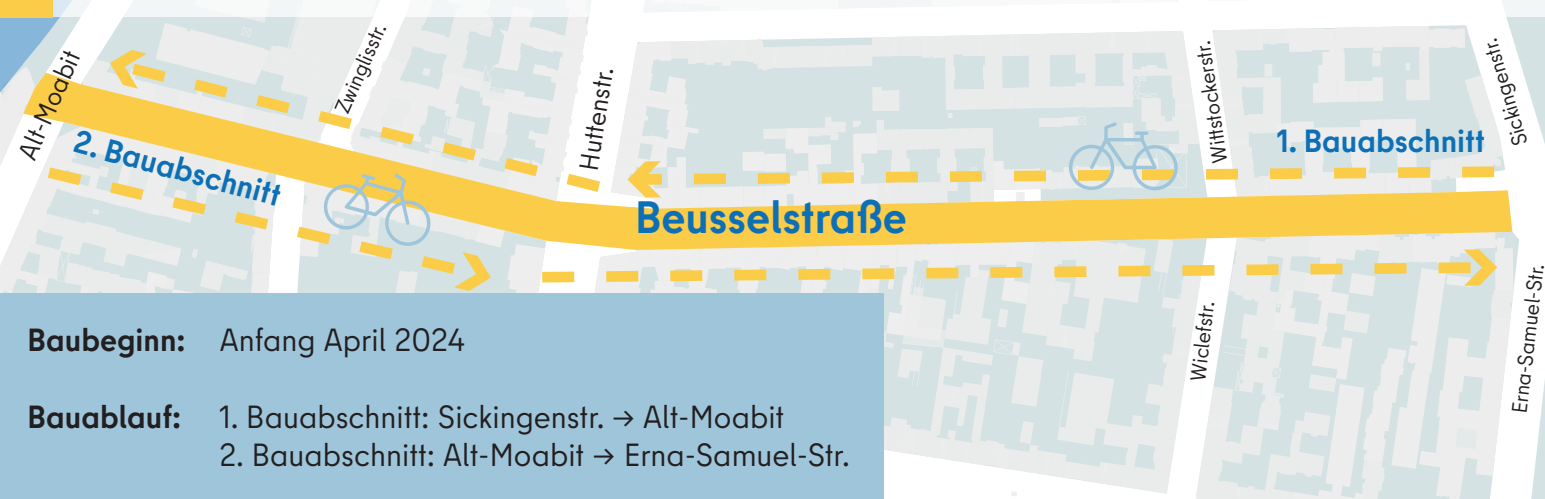 Alt-Moabit
Zwinglisstr.
Huttenstr.
Wittstockerstr.
Sickingenstr.
2. Bauabschnitt
1. Bauabschnitt
Beusselstraße
Wiclefstr.
Erna-Samuel-Str.
Baubeginn: Anfang April 2024
Bauablauf: 1. Bauabschnitt: Sickingenstr. → Alt-Moabit
2. Bauabschnitt: Alt-Moabit → Erna-Samuel-Str.